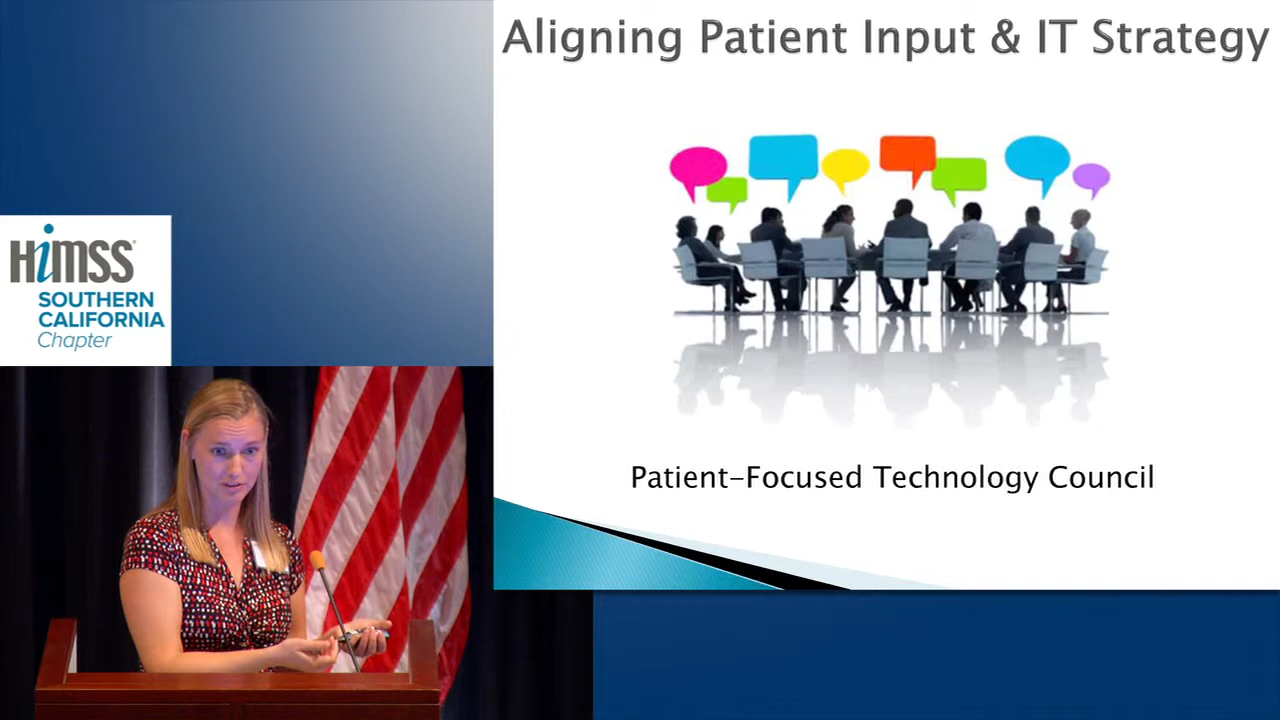 Aligning Patient Input & IT Strategy
HiMSS
SOUTHERN
CALIFORNIA
Chapter
Patient-Focused Technology Council